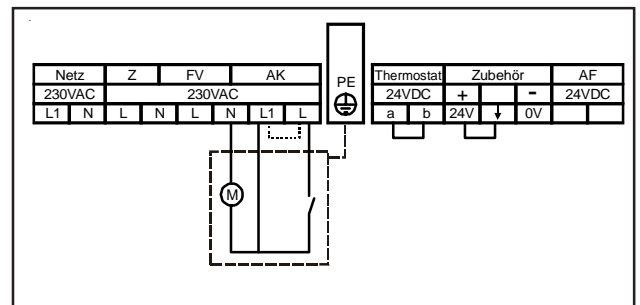 Netz Z FV AK PE Thermostat Zubehör AF
230VAC 230VAC 24VDC + - 24VDC
L1 N L N L N L1 L a b 24V 0V
M